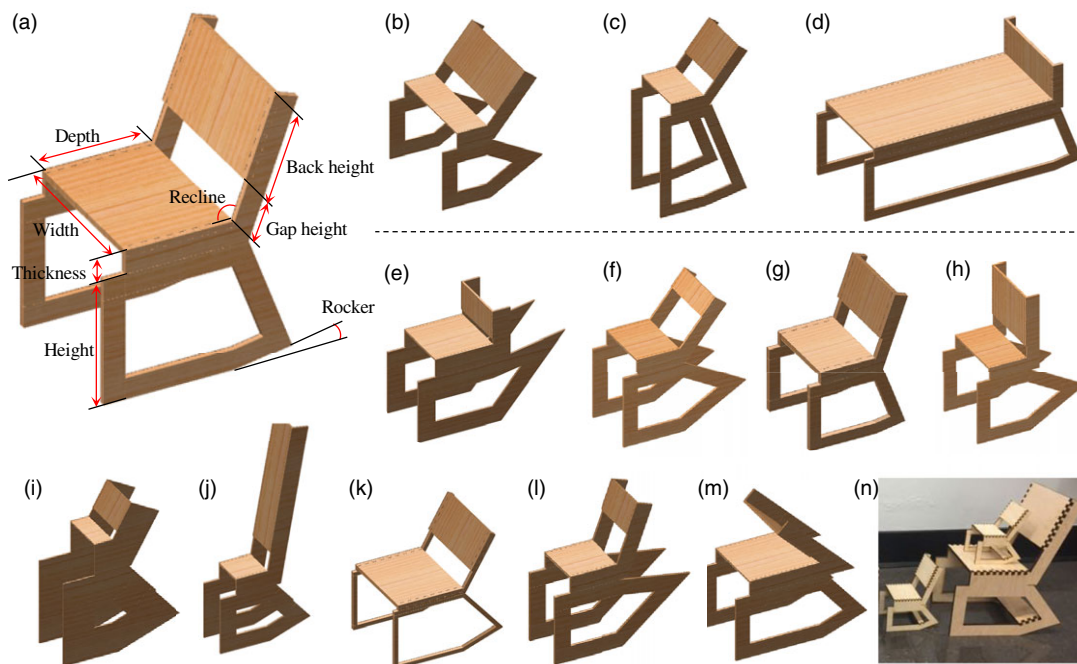 (a)
(b)
(c)
(d)
Depth
Back height
Recline
Gap height
Width
Thickness
Rocker
Height
(e)
(f)
(g)
(h)
(i)
(j)
(k)
(l)
(m)
(n)